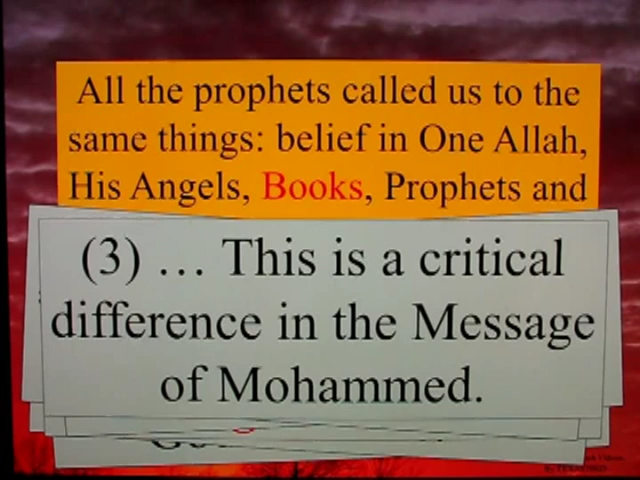 All the prophets called us to the
same things: belief in One Allah,
His Angels, Books, Prophets and
(3) … This is a critical
difference in the Message
of Mohammed.